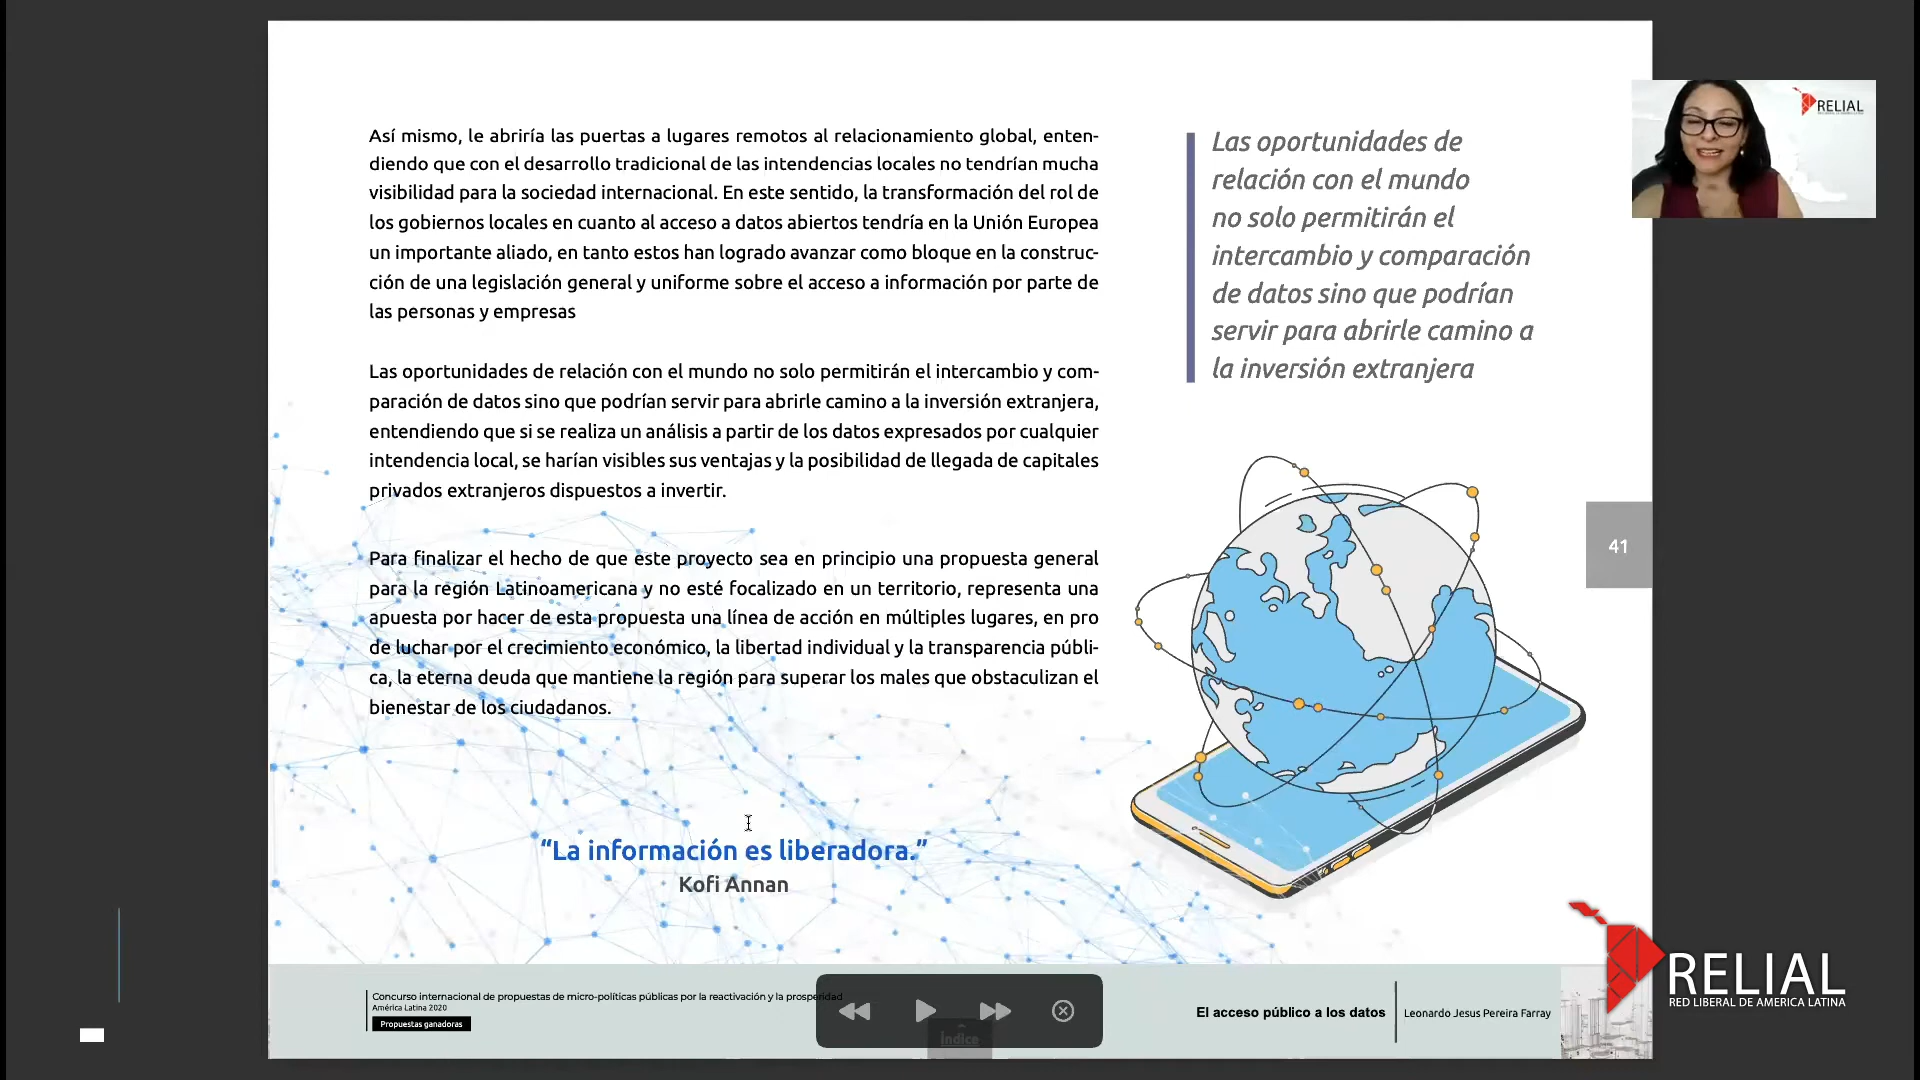 Así mismo, le abriría las puertas a lugares remotos al relacionamiento global, enten-
diendo que con el desarrollo tradicional de las intendencias locales no tendrían mucha
visibilidad para la sociedad internacional. En este sentido, la transformación del rol de
los gobiernos locales en cuanto al acceso a datos abiertos tendría en la Unión Europea
un importante aliado, en tanto estos han logrado avanzar como bloque en la construc-
ción de una legislación general y uniforme sobre el acceso a información por parte de
las personas y empresas
Las oportunidades de relación con el mundo no solo permitirán el intercambio y com-
paración de datos sino que podrían servir para abrirle camino a la inversión extranjera,
entendiendo que si se realiza un análisis a partir de los datos expresados por cualquier
intendencia local, se harían visibles sus ventajas y la posibilidad de llegada de capitales
privados extranjeros dispuestos a invertir.
Para finalizar el hecho de que este proyecto sea en principio una propuesta general
para la región Latinoamericana y no esté focalizado en un territorio, representa una
apuesta por hacer de esta propuesta una línea de acción en múltiples lugares, en pro
de luchar por el crecimiento económico, la libertad individual y la transparencia públi-
ca, la eterna deuda que mantiene la región para superar los males que obstaculizan el
bienestar de los ciudadanos.
“La información es liberadora.”
Kofi Annan
Las oportunidades de
relación con el mundo
no solo permitirán el
intercambio y comparación
de datos sino que podrían
servir para abrirle camino a
la inversión extranjera
RELIAL
41
Concurso internacional de propuestas de micro-políticas públicas por la reactivación y la prosperidad
América Latina 2020
Propuestas ganadoras
Índice
El acceso público a los datos
Leonardo Jesus Pereira Farray
RELIAL
RED LIBERAL DE AMERICA LATINA